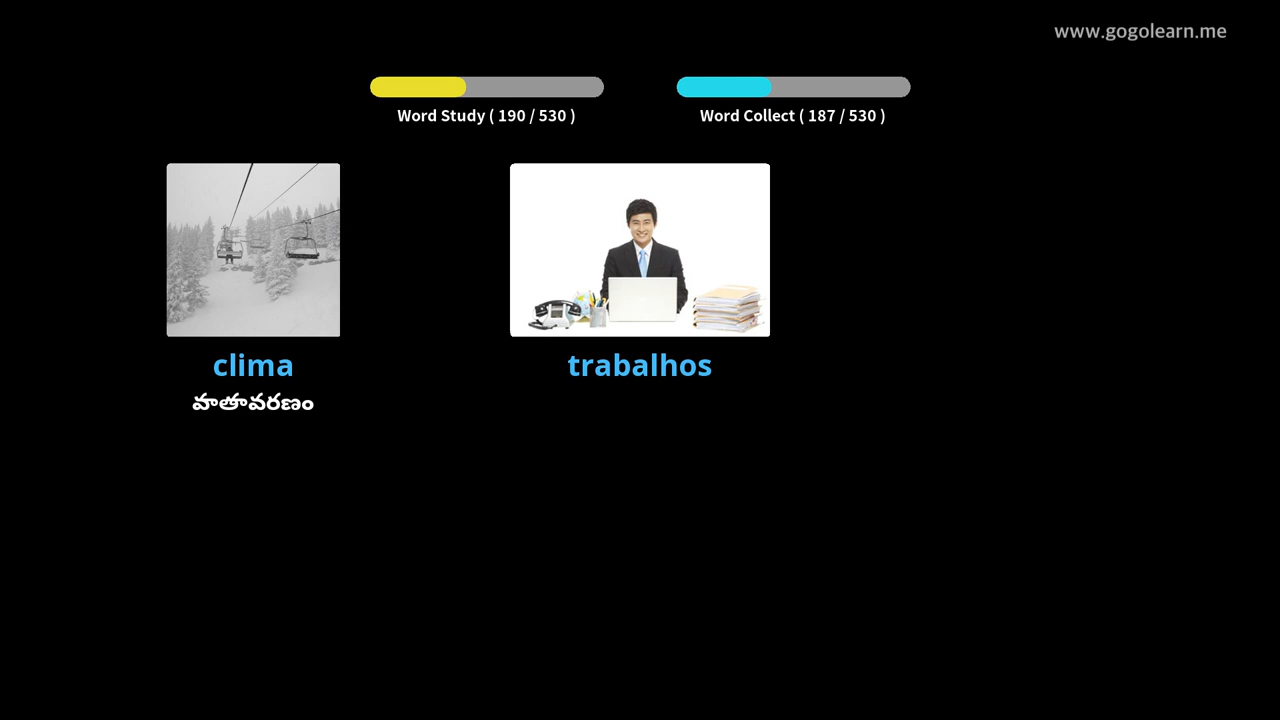 www.gogolearn.me
Word Study ( 190 / 530 )
Word Collect ( 187 / 530 )
clima
వాతావరణం
trabalhos